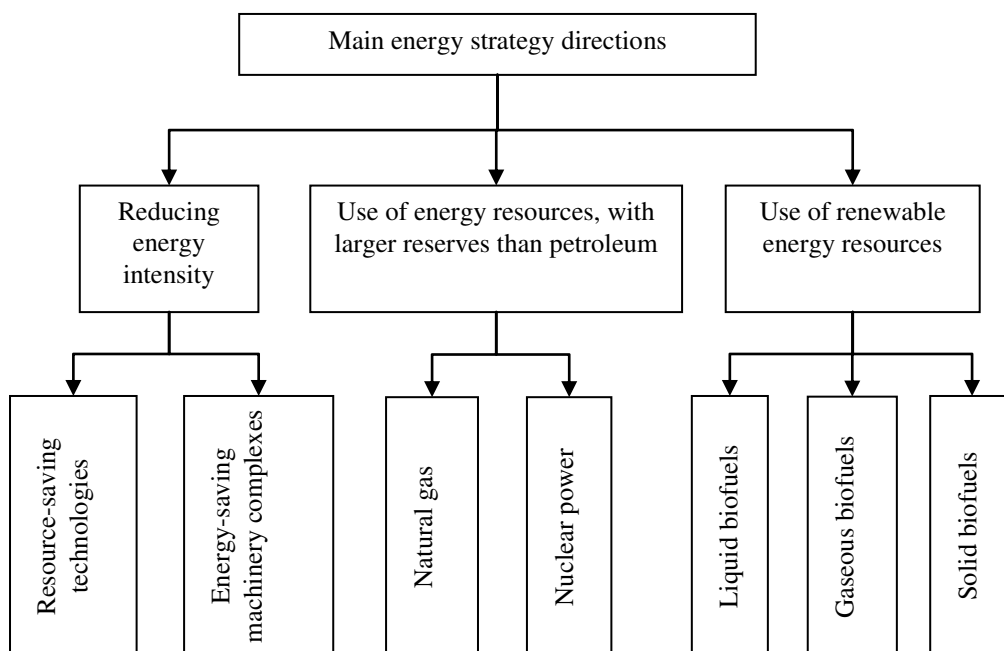 Main energy strategy directions
Reducing
energy
intensity
Use of energy resources, with
larger reserves than petroleum
Use of renewable
energy resources
Resource-saving
technologies
Energy-saving
machinery complexes
Natural gas
Nuclear power
Liquid biofuels
Gaseous biofuels
Solid biofuels